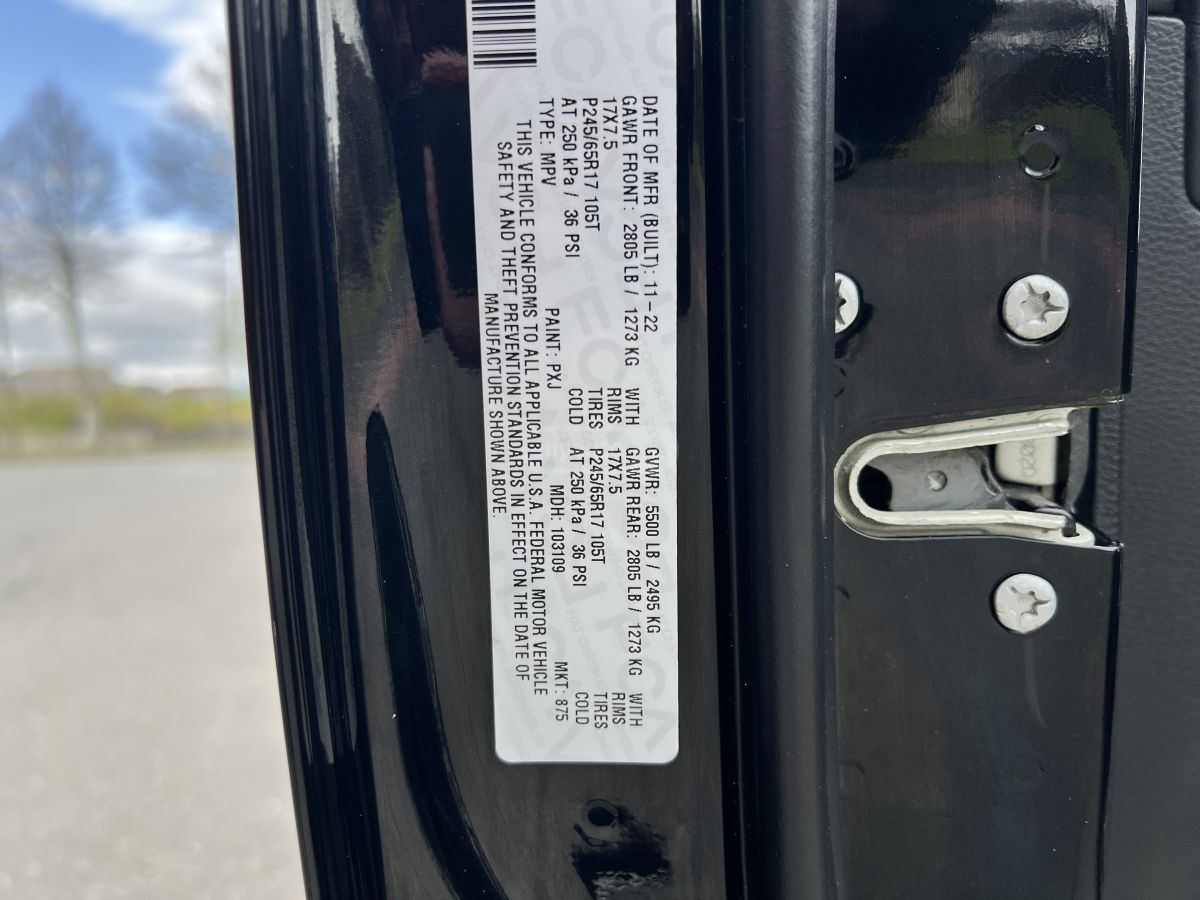 DATE OF MFR (BUILT): 11-22 GVWR: 5500 LB / 2495 KG
GAWR FRONT: 2805 LB / 1273 KG WITH GAWR REAR: 2805 LB / 1273 KG WITH
17X7.5 RIMS 17X7.5 RIMS
P245/65R17 105T TIRES P245/65R17 105T TIRES
AT 250 kPa / 36 PSI COLD AT 250 kPa / 36 PSI COLD
TYPE: MPV PAINT: PXJ MDH: 103109 MKT: 875
THIS VEHICLE CONFORMS TO ALL APPLICABLE U.S.A. FEDERAL MOTOR VEHICLE
SAFETY AND THEFT PREVENTION STANDARDS IN EFFECT ON THE DATE OF
MANUFACTURE SHOWN ABOVE.